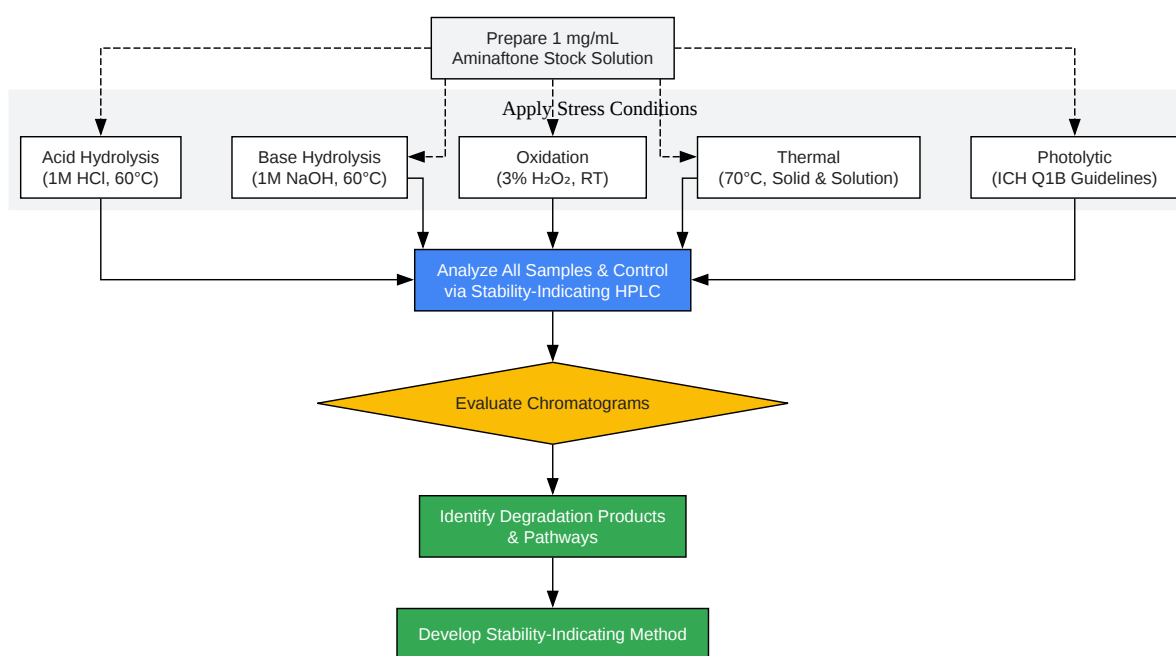 Prepare 1 mg/mL
Aminaftone Stock Solution
Apply Stress Conditions
Acid Hydrolysis
(1M HCl, 60°C)
Base Hydrolysis
(1M NaOH, 60°C)
Oxidation
(3% H₂O₂, RT)
Thermal
(70°C, Solid & Solution)
Photolytic
(ICH Q1B Guidelines)
Analyze All Samples & Control
via Stability-Indicating HPLC
Evaluate Chromatograms
Identify Degradation Products
& Pathways
Develop Stability-Indicating Method